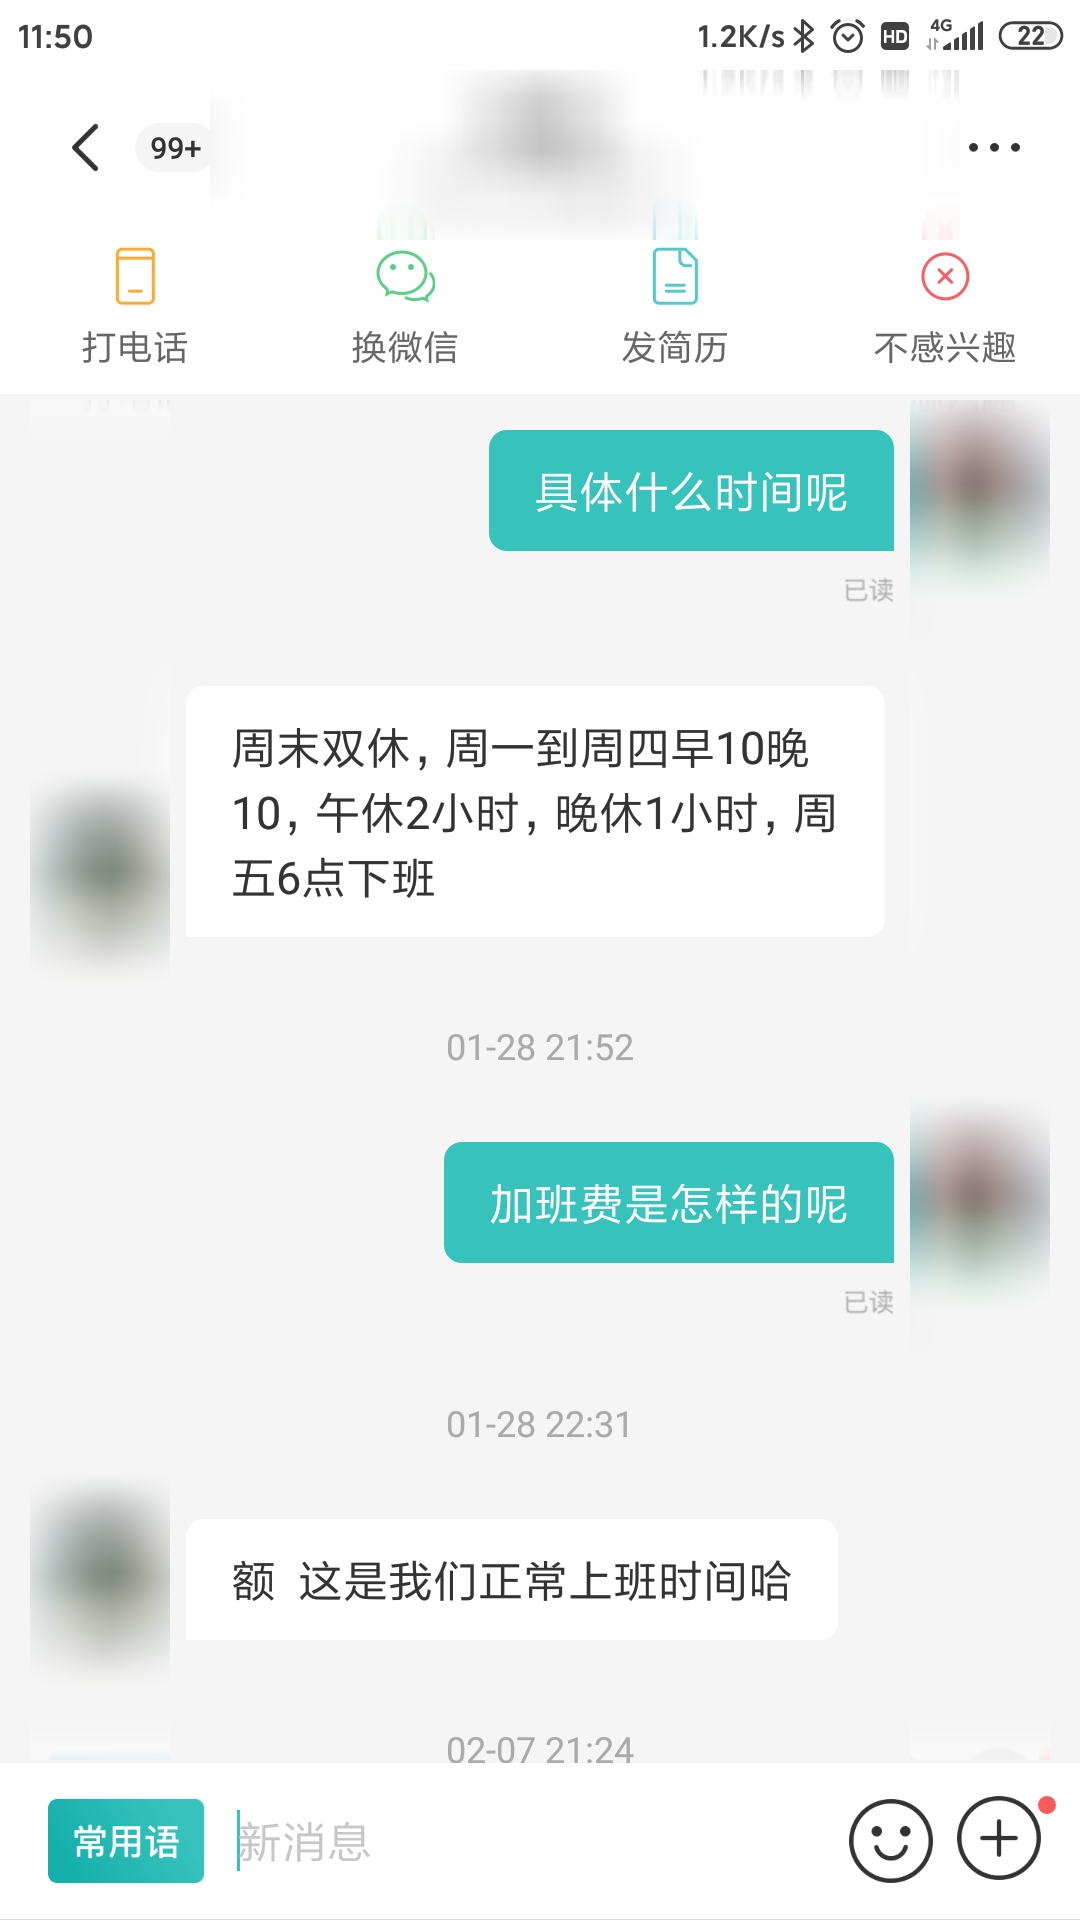 11:50
1.2K/s HD 4G 22
99+
打电话
换微信
发简历
不感兴趣
具体什么时间呢
已读
周末双休，周一到周四早10晚
10，午休2小时，晚休1小时，周
五6点下班
01-28 21:52
加班费是怎样的呢
已读
01-28 22:31
额 这是我们正常上班时间哈
02-07 21:24
常用语
新消息